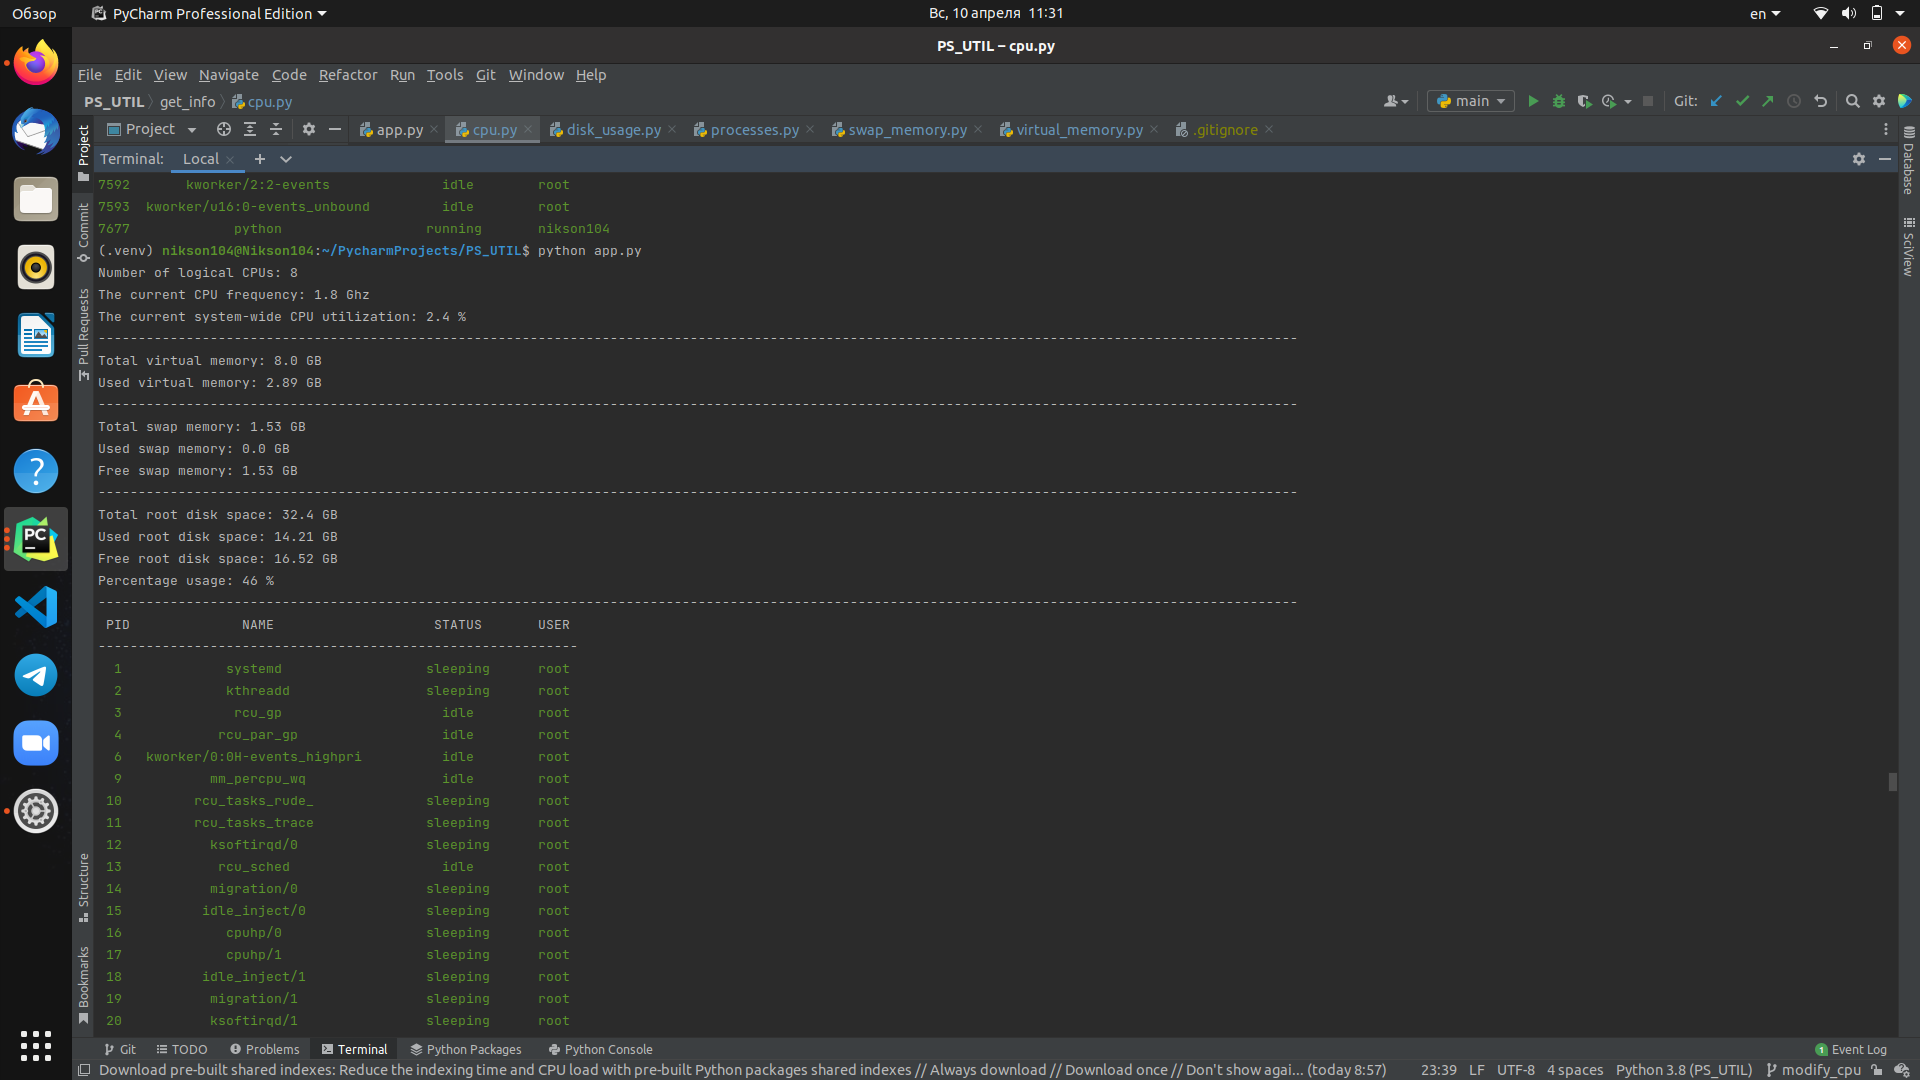 Обзор PyCharm Professional Edition Вс, 10 апреля 11:31 en
PS_UTIL – cpu.py
File Edit View Navigate Code Refactor Run Tools Git Window Help
PS_UTIL get_info cpu.py main Git:
Project app.py cpu.py disk_usage.py processes.py swap_memory.py virtual_memory.py .gitignore
Terminal: Local
7592 kworker/2:2-events idle root
7593 kworker/u16:0-events_unbound idle root
7677 python running nikson104
(.venv) nikson104@Nikson104:~/PycharmProjects/PS_UTIL$ python app.py
Number of logical CPUs: 8
The current CPU frequency: 1.8 Ghz
The current system-wide CPU utilization: 2.4 %
------------------------------------------------------------------------------------------------------------------------------------------------------
Total virtual memory: 8.0 GB
Used virtual memory: 2.89 GB
------------------------------------------------------------------------------------------------------------------------------------------------------
Total swap memory: 1.53 GB
Used swap memory: 0.0 GB
Free swap memory: 1.53 GB
------------------------------------------------------------------------------------------------------------------------------------------------------
Total root disk space: 32.4 GB
Used root disk space: 14.21 GB
Free root disk space: 16.52 GB
Percentage usage: 46 %
------------------------------------------------------------------------------------------------------------------------------------------------------
PID NAME STATUS USER
------------------------------------------------------------
1 systemd sleeping root
2 kthreadd sleeping root
3 rcu_gp idle root
4 rcu_par_gp idle root
6 kworker/0:0H-events_highpri idle root
9 mm_percpu_wq idle root
10 rcu_tasks_rude_ sleeping root
11 rcu_tasks_trace sleeping root
12 ksoftirqd/0 sleeping root
13 rcu_sched idle root
14 migration/0 sleeping root
15 idle_inject/0 sleeping root
16 cpuhp/0 sleeping root
17 cpuhp/1 sleeping root
18 idle_inject/1 sleeping root
19 migration/1 sleeping root
20 ksoftirqd/1 sleeping root
Project
Commit
Pull Requests
Structure
Bookmarks
Database
SciView
PC
Git TODO Problems Terminal Python Packages Python Console 1 Event Log
Download pre-built shared indexes: Reduce the indexing time and CPU load with pre-built Python packages shared indexes // Always download // Download once // Don't show agai... (today 8:57) 23:39 LF UTF-8 4 spaces Python 3.8 (PS_UTIL) modify_cpu